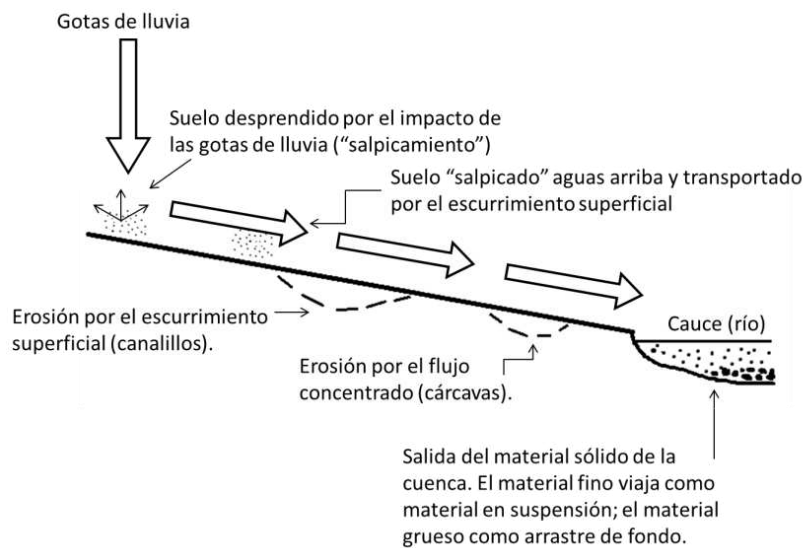 Gotas de lluvia
Suelo desprendido por el impacto de
las gotas de lluvia (“salpicamiento”)
Suelo “salpicado” aguas arriba y transportado
por el escurrimiento superficial
Erosión por el escurrimiento
superficial (canalillos).
Erosión por el flujo
concentrado (cárcavas).
Cauce (río)
Salida del material sólido de la
cuenca. El material fino viaja como
material en suspensión; el material
grueso como arrastre de fondo.